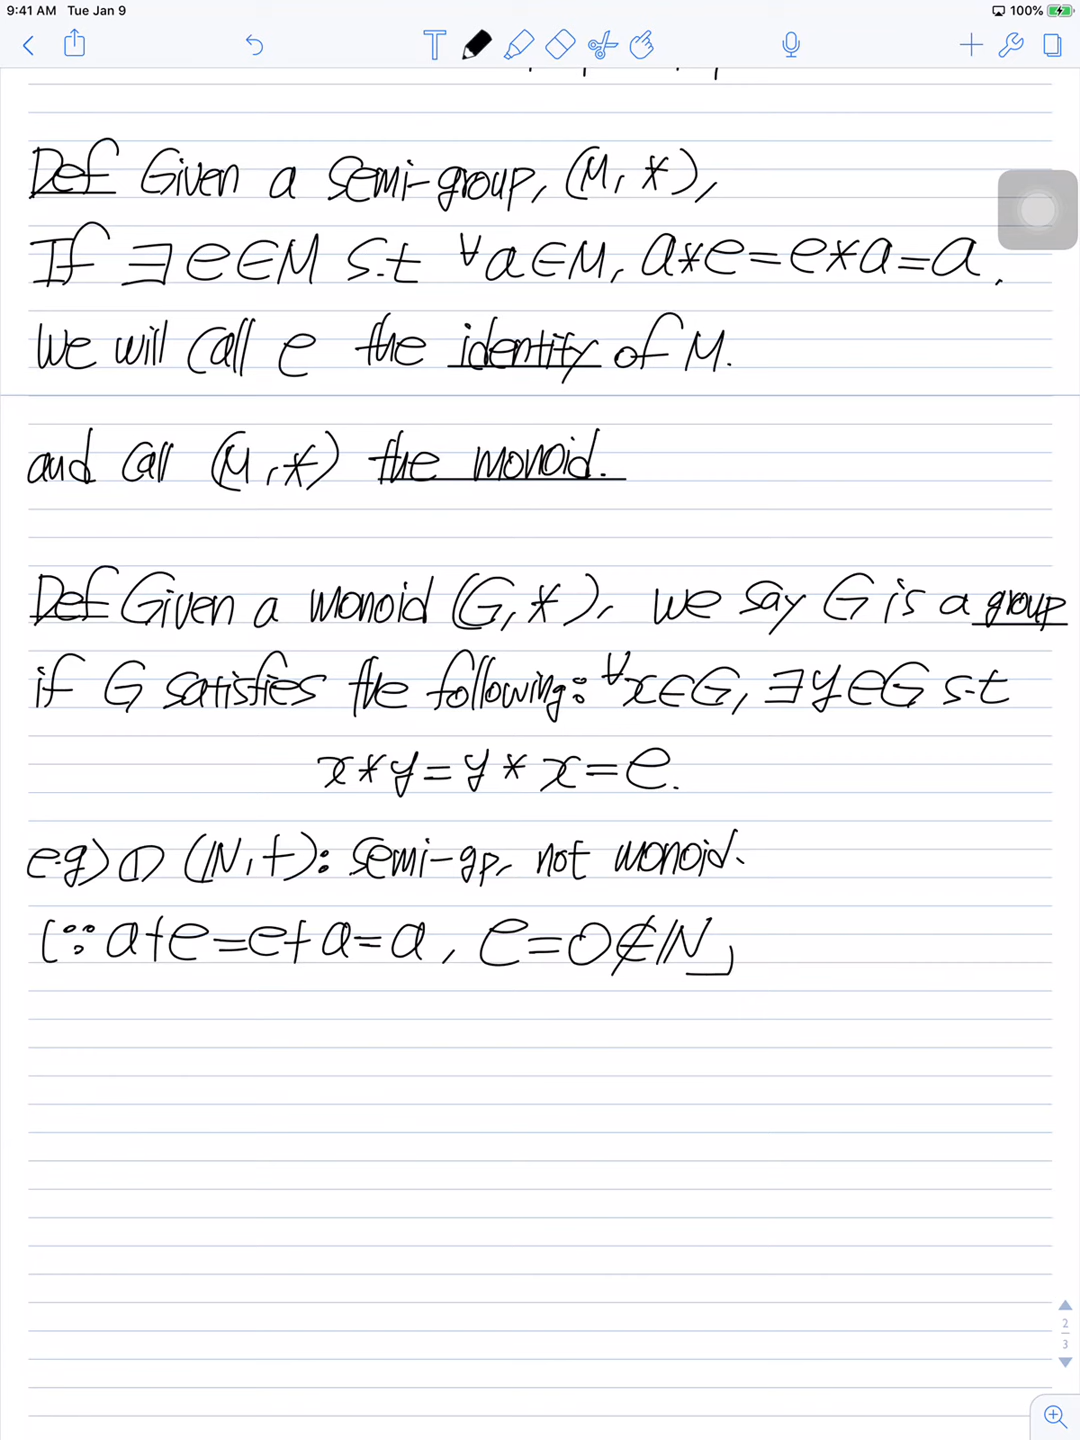 9:41 AM Tue Jan 9
100%
T
Def Given a semi-group, (M, *),
If ∃e∈M s.t ∀a∈M, a*e=e*a=a.
We will call e the identity of M.
and call (M, *) the monoid.
Def Given a monoid (G, *), we say G is a group
if G satisfies the following: ∀x∈G, ∃y∈G s.t
x*y=y*x=e.
e.g) ① (ℕ, +): semi-gp, not monoid.
(∵ a+e=e+a=a, e=0∉ℕ」
2
3